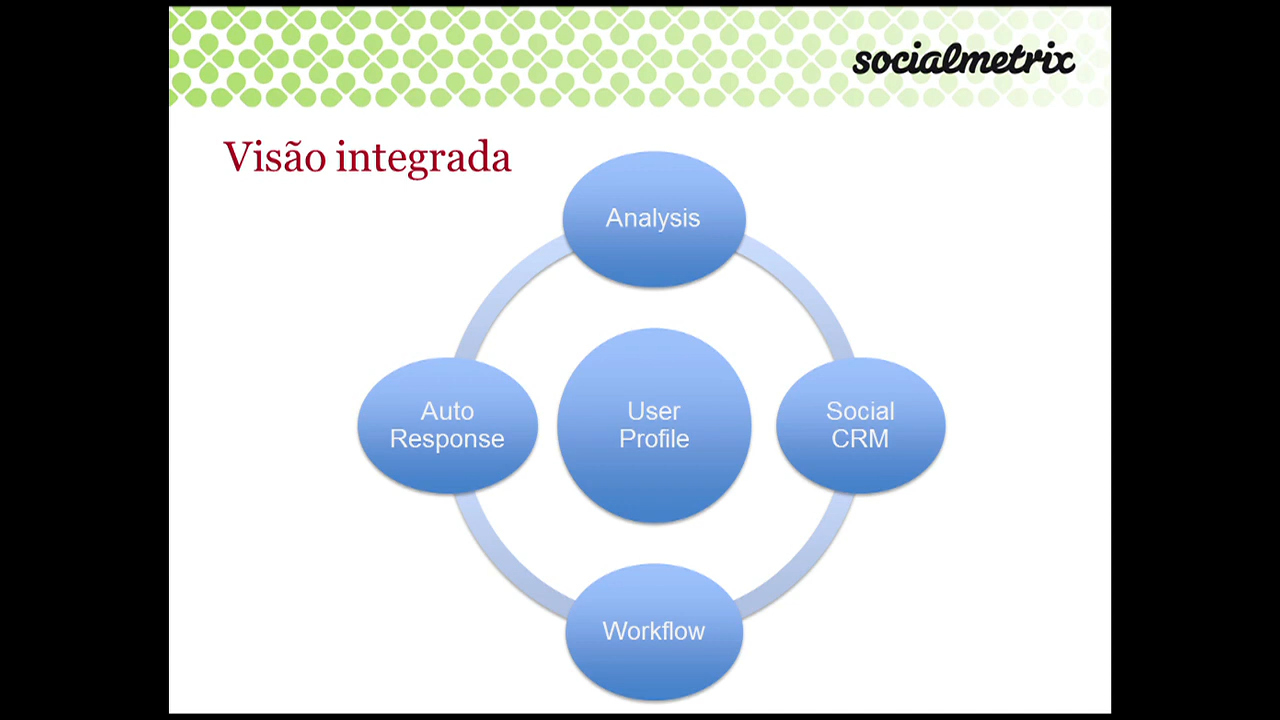 socialmetrix
Visão integrada
Analysis
Auto
Response
User
Profile
Social
CRM
Workflow